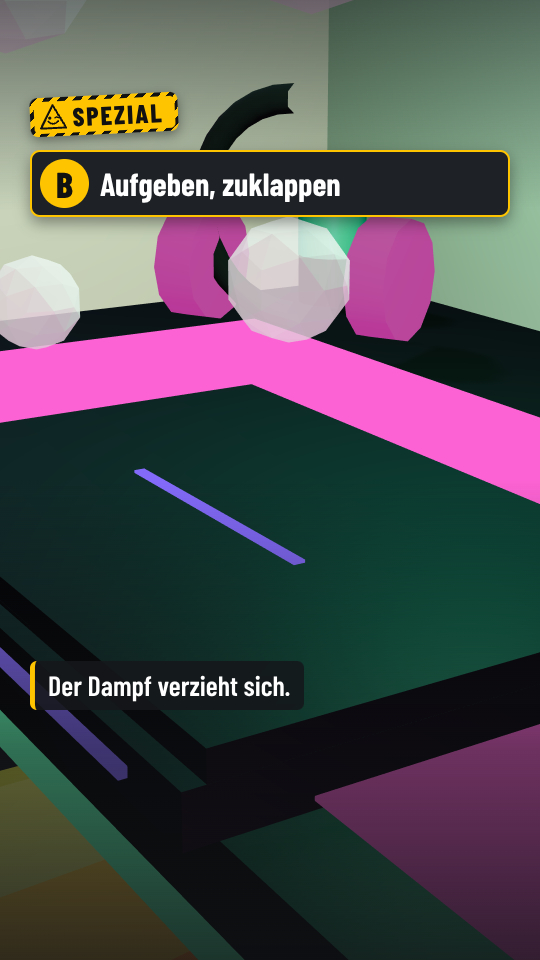 SPEZIAL
B Aufgeben, zuklappen
Der Dampf verzieht sich.